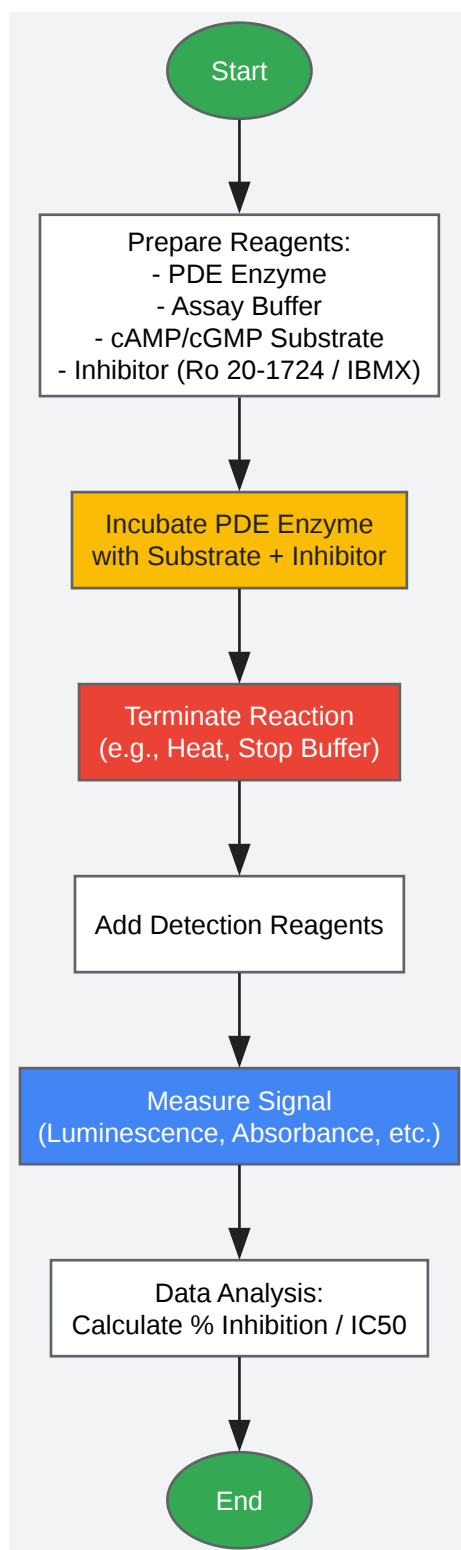 Start
Prepare Reagents:
- PDE Enzyme
- Assay Buffer
- cAMP/cGMP Substrate
- Inhibitor (Ro 20-1724 / IBMX)
Incubate PDE Enzyme
with Substrate + Inhibitor
Terminate Reaction
(e.g., Heat, Stop Buffer)
Add Detection Reagents
Measure Signal
(Luminescence, Absorbance, etc.)
Data Analysis:
Calculate % Inhibition / IC50
End